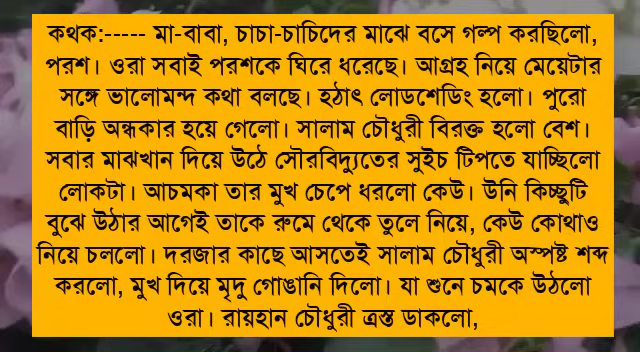 কথক:----- মা-বাবা, চাচা-চাচিদের মাঝে বসে গল্প করছিলো,
পরশ। ওরা সবাই পরশকে ঘিরে ধরেছে। আগ্রহ নিয়ে মেয়েটার
সঙ্গে ভালোমন্দ কথা বলছে। হঠাৎ লোডশেডিং হলো। পুরো
বাড়ি অন্ধকার হয়ে গেলো। সালাম চৌধুরী বিরক্ত হলো বেশ।
সবার মাঝখান দিয়ে উঠে সৌরবিদ্যুতের সুইচ টিপতে যাচ্ছিলো
লোকটা। আচমকা তার মুখ চেপে ধরলো কেউ। উনি কিচ্ছুটি
বুঝে উঠার আগেই তাকে রুমে থেকে তুলে নিয়ে, কেউ কোথাও
নিয়ে চললো। দরজার কাছে আসতেই সালাম চৌধুরী অস্পষ্ট শব্দ
করলো, মুখ দিয়ে মৃদু গোঙানি দিলো। যা শুনে চমকে উঠলো
ওরা। রায়হান চৌধুরী ত্রস্ত ডাকলো,